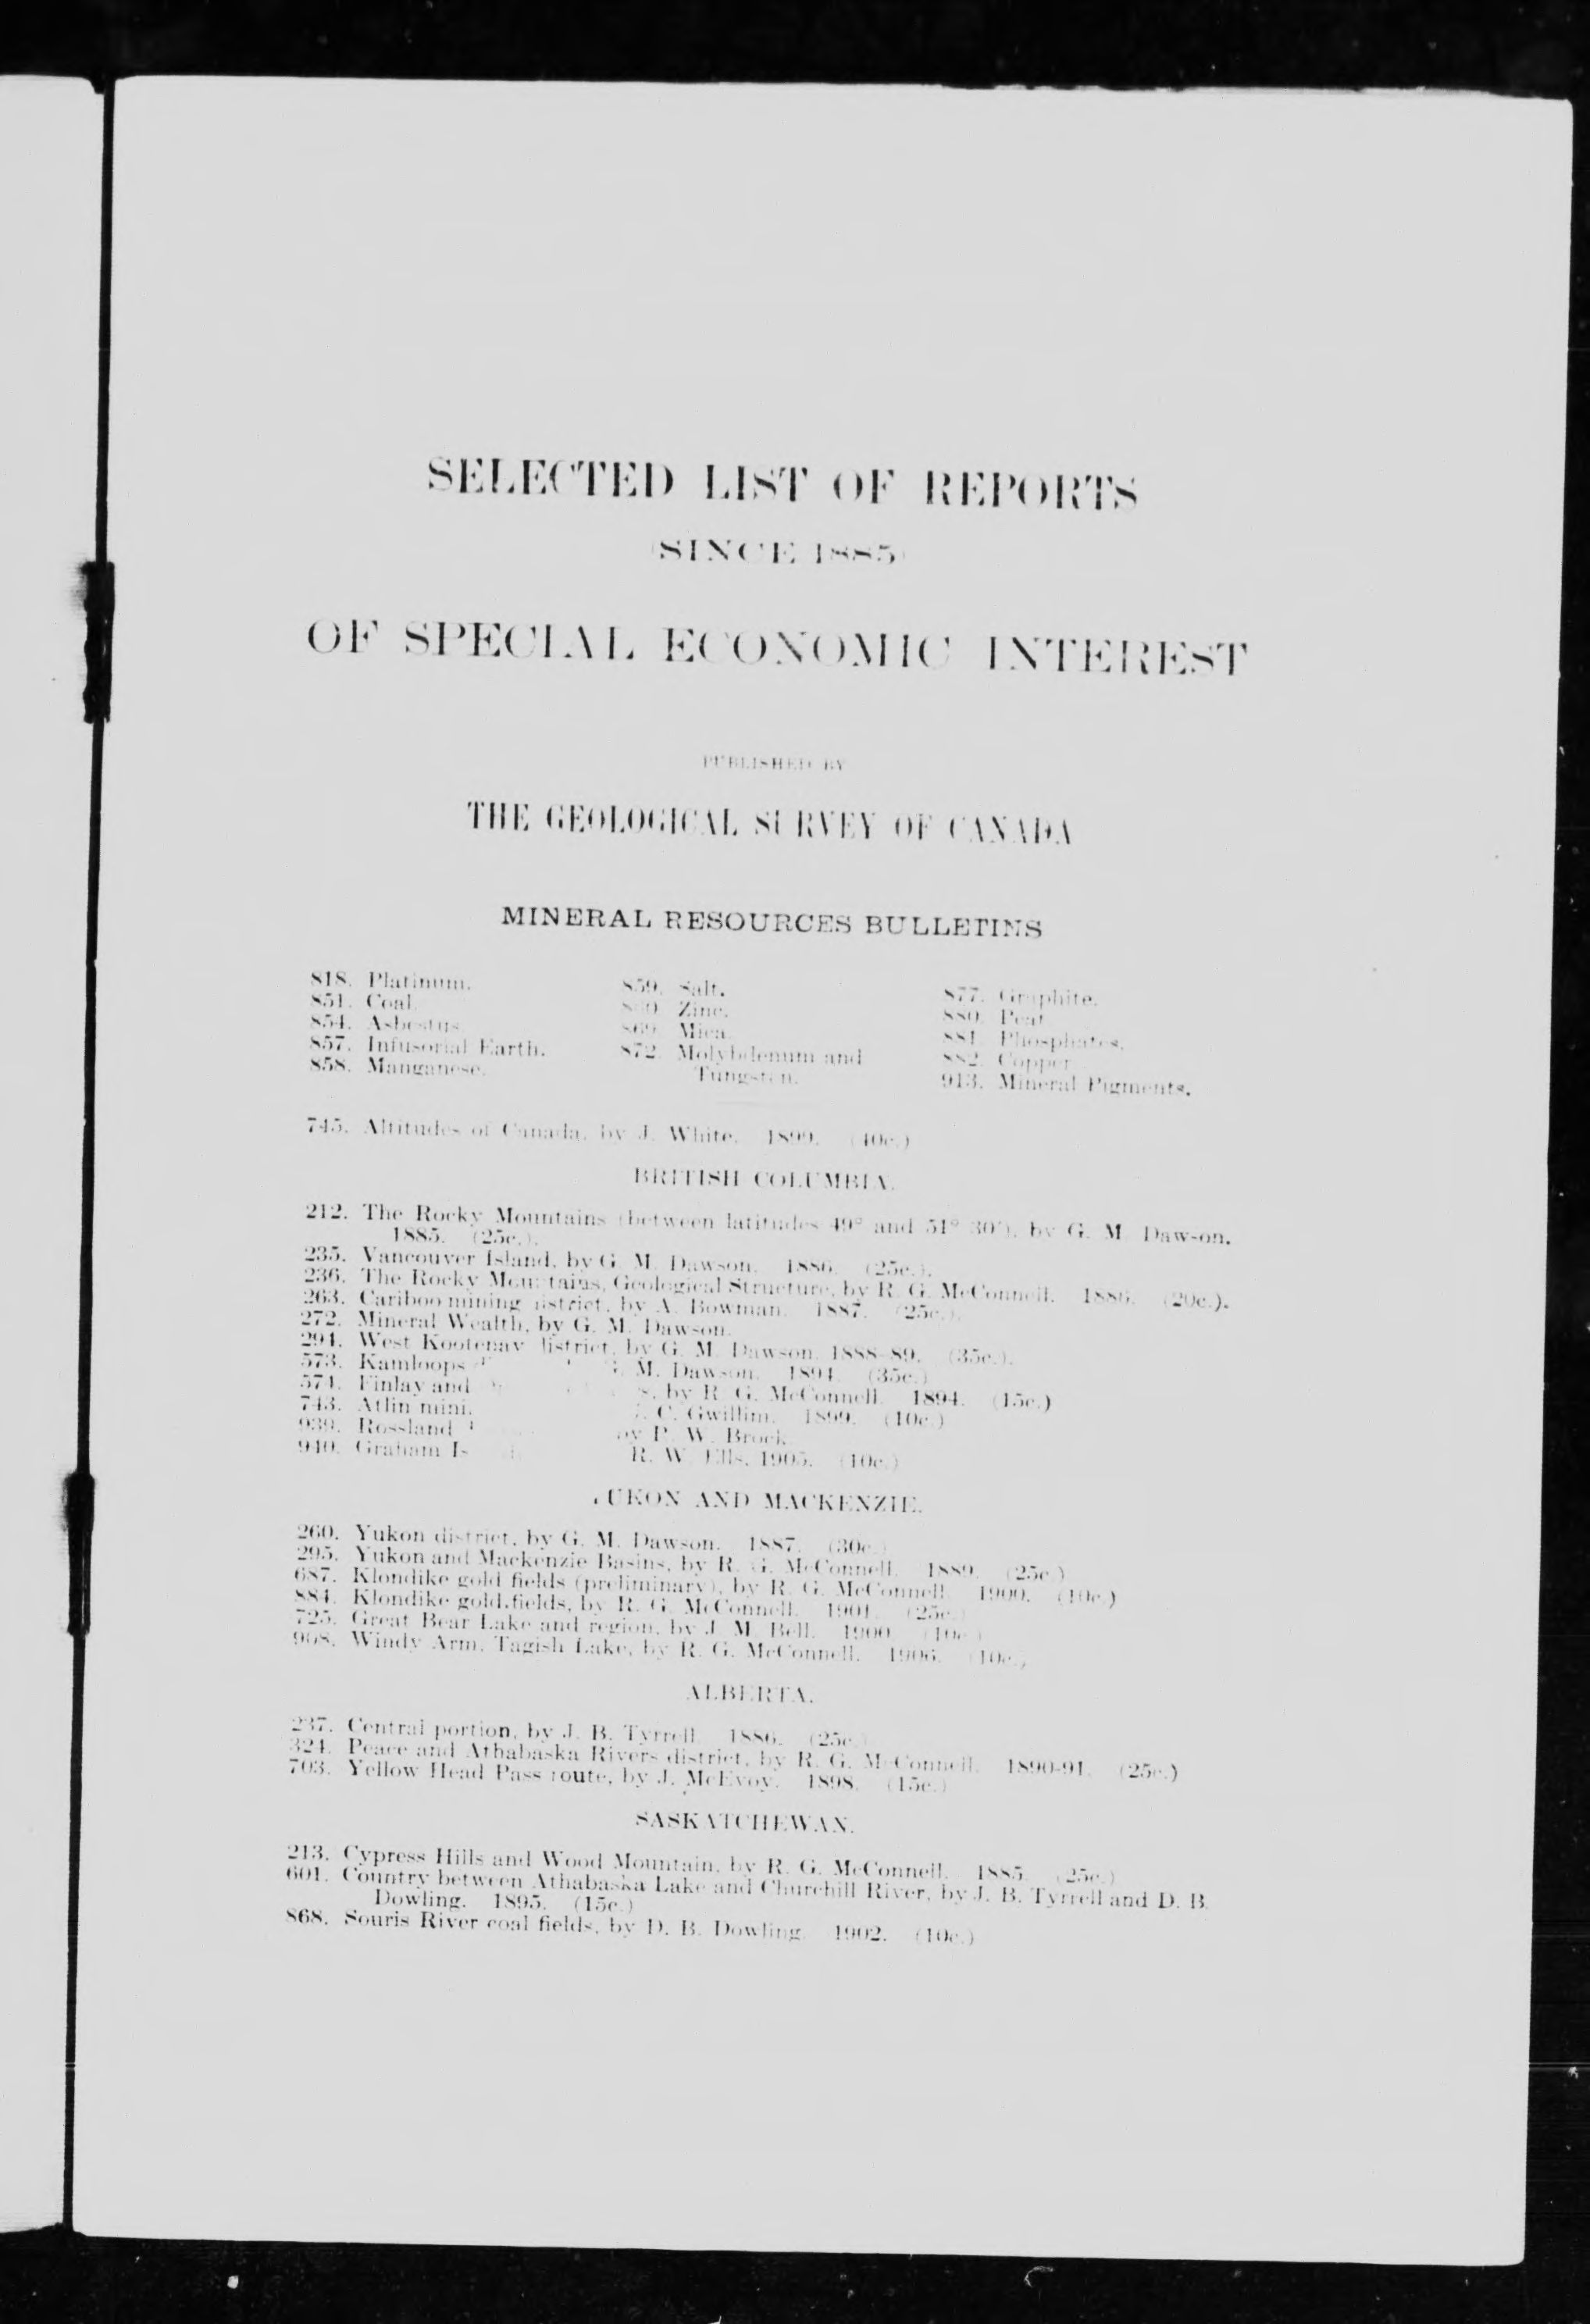 SELECTED LIST OF REPORTS
(SINCE 1885)
OF SPECIAL ECONOMIC INTEREST
PUBLISHED BY
THE GEOLOGICAL SURVEY OF CANADA
MINERAL RESOURCES BULLETINS
818. Platinum.
851. Coal.
854. Asbestus.
857. Infusorial Earth.
858. Manganese.
859. Salt.
860. Zinc.
869. Mica.
872. Molybdenum and
Tungsten.
877. Graphite.
880. Peat.
881. Phosphates.
882. Copper.
913. Mineral Pigments.
745. Altitudes of Canada, by J. White. 1899. (40c.)
BRITISH COLUMBIA.
212. The Rocky Mountains (between latitudes 49° and 51° 30'), by G. M. Dawson.
1885. (25c.).
235. Vancouver Island, by G. M. Dawson. 1886. (25c.).
236. The Rocky Mountains, Geological Structure, by R. G. McConnell. 1886. (20c.).
263. Cariboo mining district, by A. Bowman. 1887. (25c.).
272. Mineral Wealth, by G. M. Dawson.
294. West Kootenay district, by G. M. Dawson. 1888-89. (35c.).
573. Kamloops M. Dawson. 1894. (35c.)
574. Finlay and by R. G. McConnell. 1894. (15c.)
743. Atlin C. Gwillim. 1899. (10c.)
939. Rossland by R. W. Brock.
940. Graham R. W. Ells, 1905. (10c.)
YUKON AND MACKENZIE.
260. Yukon district, by G. M. Dawson. 1887. (30c.)
295. Yukon and Mackenzie Basins, by R. G. McConnell. 1889. (25c.)
687. Klondike gold fields (preliminary), by R. G. McConnell. 1900. (10c.)
884. Klondike gold fields, by R. G. McConnell. 1901. (25c.)
725. Great Bear Lake and region, by J. M. Bell. 1900. (10c.)
908. Windy Arm, Tagish Lake, by R. G. McConnell. 1906. (10c.)
ALBERTA.
237. Central portion, by J. B. Tyrrell. 1886. (25c.)
324. Peace and Athabaska Rivers district, by R. G. McConnell. 1890-91. (25c.)
703. Yellow Head Pass route, by J. McEvoy. 1898. (15c.)
SASKATCHEWAN.
213. Cypress Hills and Wood Mountain, by R. G. McConnell. 1885. (25c.)
601. Country between Athabaska Lake and Churchill River, by J. B. Tyrrell and D. B.
Dowling. 1895. (15c.)
868. Souris River coal fields, by D. B. Dowling. 1902. (10c.)